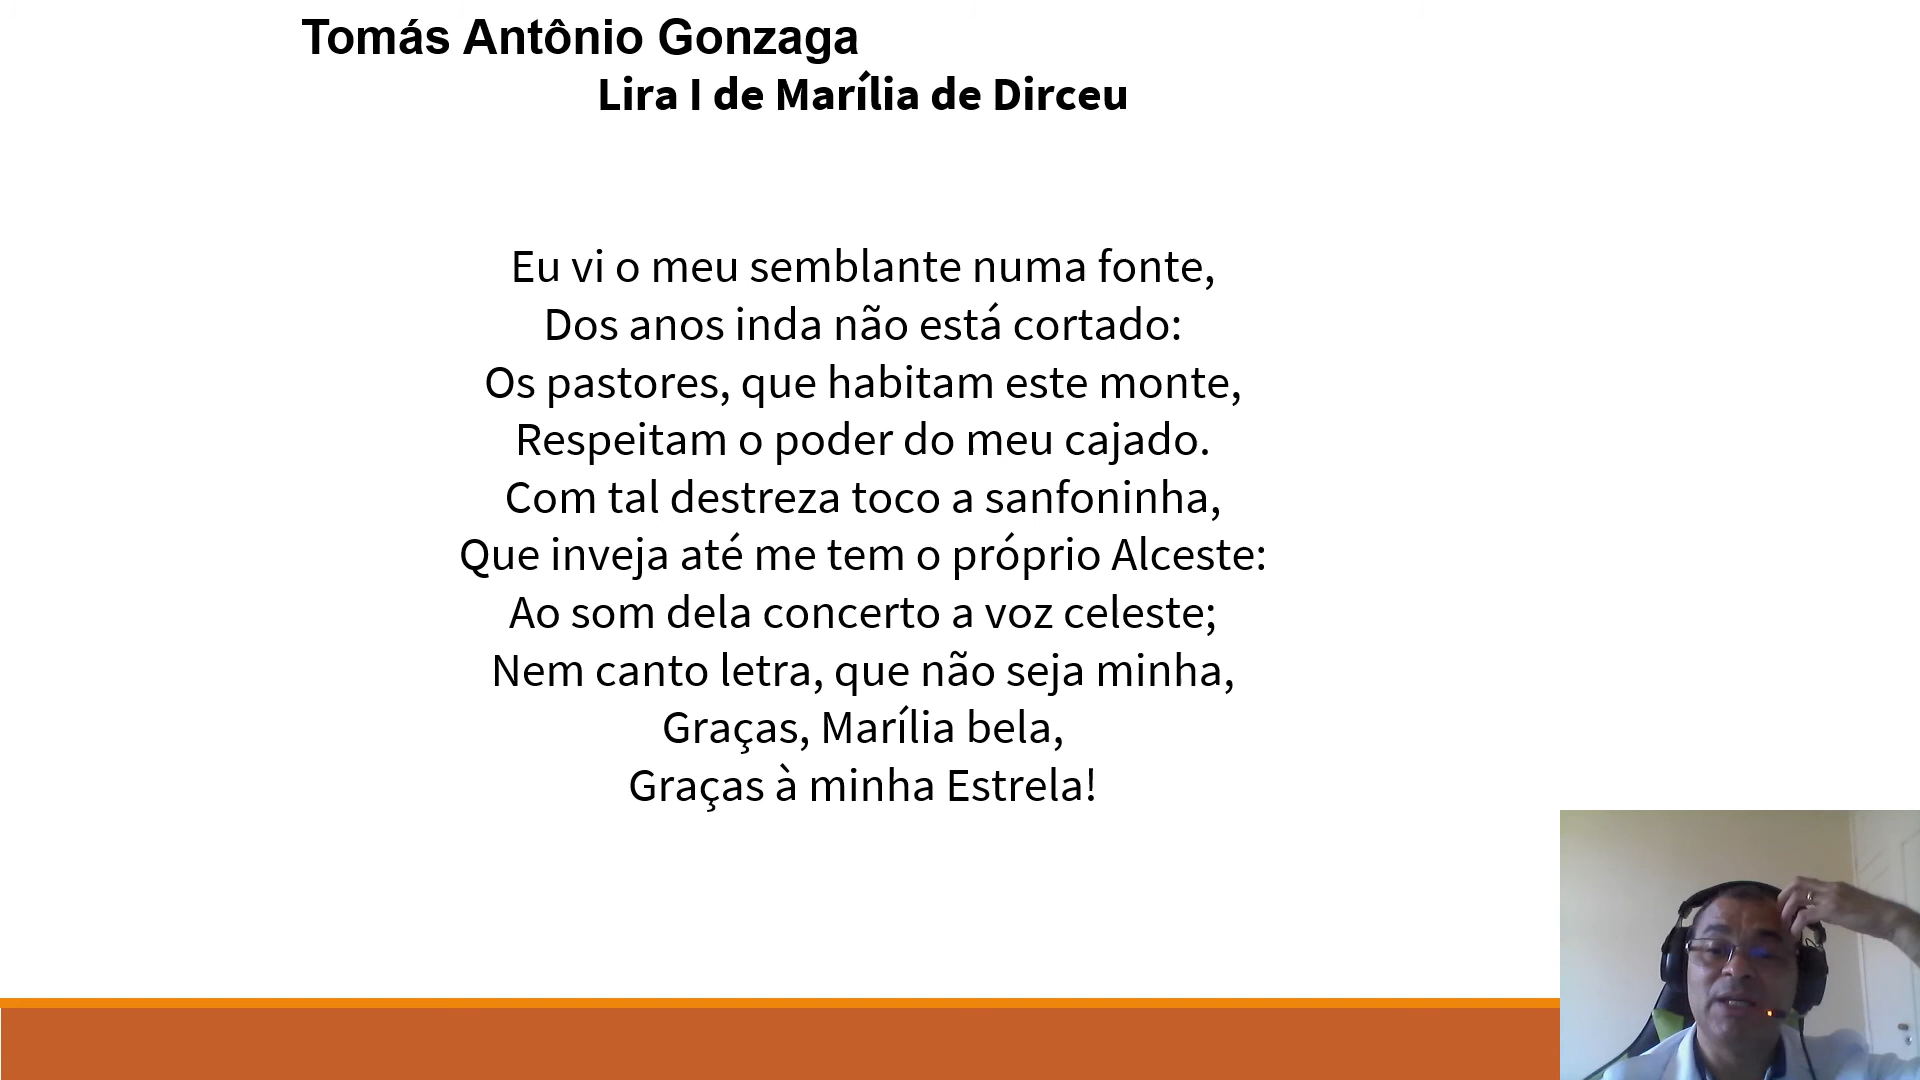 Tomás Antônio Gonzaga
Lira I de Marília de Dirceu
Eu vi o meu semblante numa fonte,
Dos anos inda não está cortado:
Os pastores, que habitam este monte,
Respeitam o poder do meu cajado.
Com tal destreza toco a sanfoninha,
Que inveja até me tem o próprio Alceste:
Ao som dela concerto a voz celeste;
Nem canto letra, que não seja minha,
Graças, Marília bela,
Graças à minha Estrela!